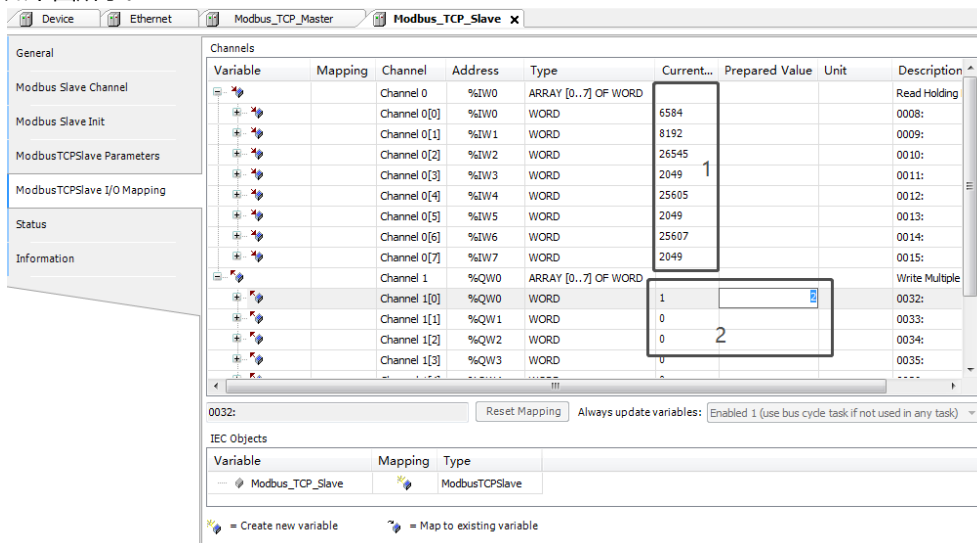 Device Ethernet Modbus_TCP_Master Modbus_TCP_Slave x
General
Modbus Slave Channel
Modbus Slave Init
ModbusTCPSlave Parameters
ModbusTCPSlave I/O Mapping
Status
Information
Channels
Variable Mapping Channel Address Type Current... Prepared Value Unit Description
Channel 0 %IW0 ARRAY [0..7] OF WORD Read Holding
Channel 0[0] %IW0 WORD 6584 0008:
Channel 0[1] %IW1 WORD 8192 0009:
Channel 0[2] %IW2 WORD 26545 0010:
Channel 0[3] %IW3 WORD 2049 1 0011:
Channel 0[4] %IW4 WORD 25605 0012:
Channel 0[5] %IW5 WORD 2049 0013:
Channel 0[6] %IW6 WORD 25607 0014:
Channel 0[7] %IW7 WORD 2049 0015:
Channel 1 %QW0 ARRAY [0..7] OF WORD Write Multiple
Channel 1[0] %QW0 WORD 1 2 0032:
Channel 1[1] %QW1 WORD 0 0033:
Channel 1[2] %QW2 WORD 0 2 0034:
Channel 1[3] %QW3 WORD 0 0035:
0032: Reset Mapping Always update variables: Enabled 1 (use bus cycle task if not used in any task)
IEC Objects
Variable Mapping Type
Modbus_TCP_Slave ModbusTCPSlave
= Create new variable = Map to existing variable